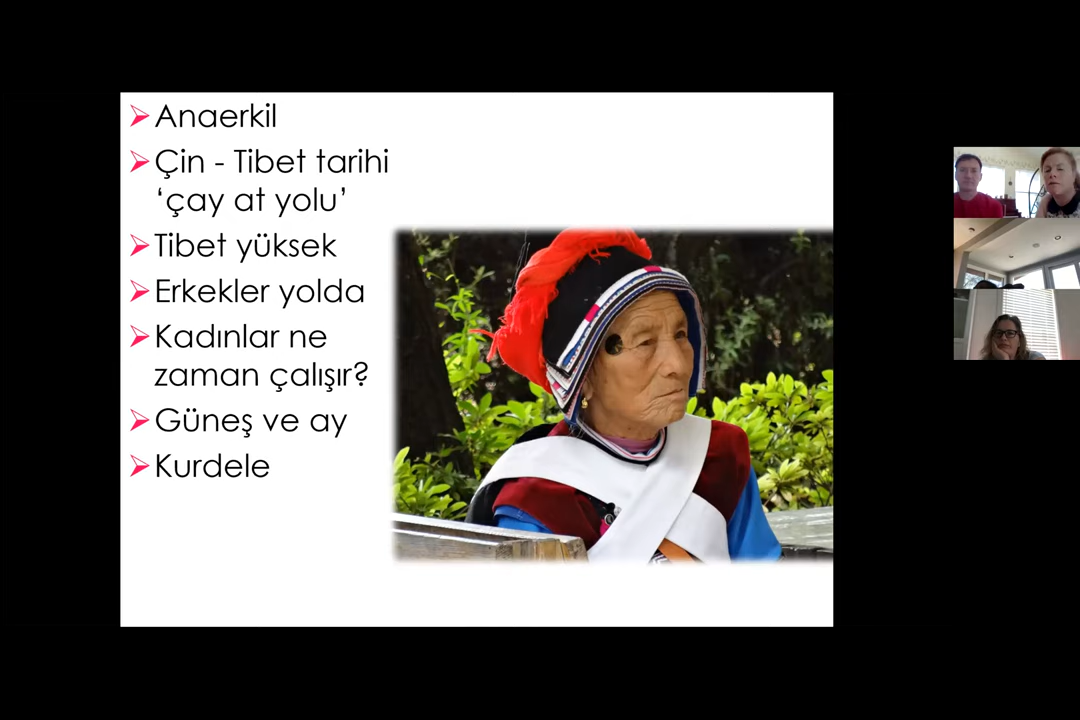 Anaerkil
Çin - Tibet tarihi
‘çay at yolu’
Tibet yüksek
Erkekler yolda
Kadınlar ne
zaman çalışır?
Güneş ve ay
Kurdele